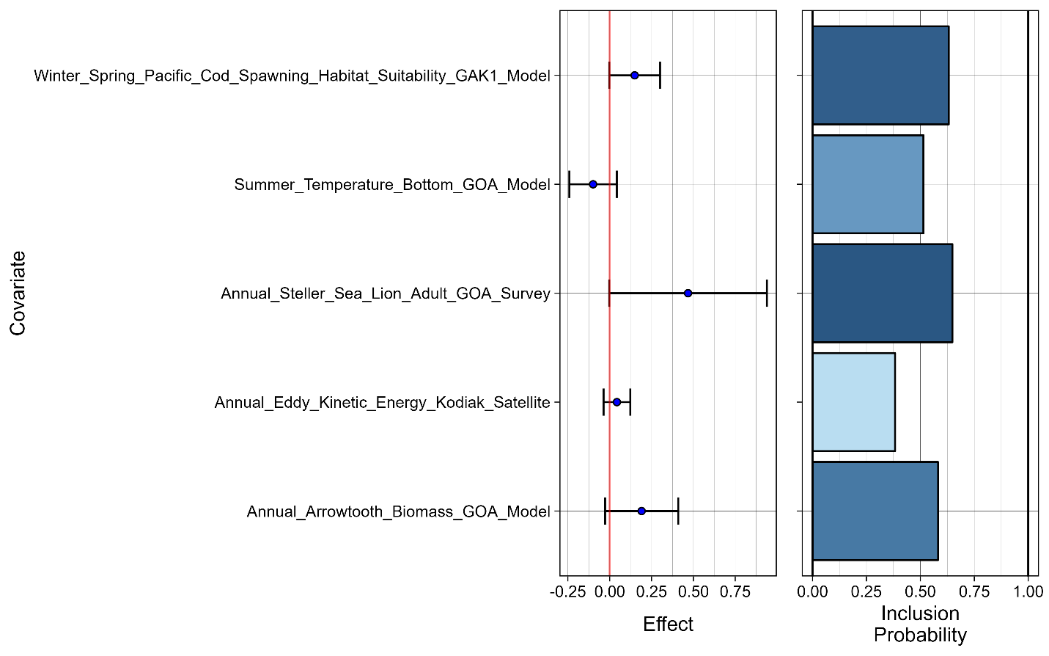 Covariate
Winter_Spring_Pacific_Cod_Spawning_Habitat_Suitability_GAK1_Model
Summer_Temperature_Bottom_GOA_Model
Annual_Steller_Sea_Lion_Adult_GOA_Survey
Annual_Eddy_Kinetic_Energy_Kodiak_Satellite
Annual_Arrowtooth_Biomass_GOA_Model
-0.25 0.00 0.25 0.50 0.75
Effect
0.00 0.25 0.50 0.75 1.00
Inclusion
Probability